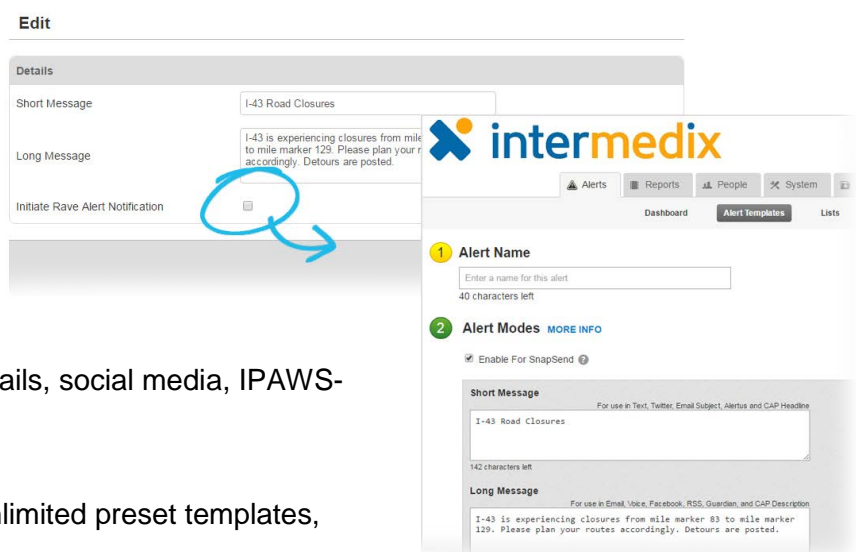 Edit
Details
Short Message
I-43 Road Closures
Long Message
I-43 is experiencing closures from mile
to mile marker 129. Please plan your r
accordingly. Detours are posted.
Initiate Rave Alert Notification
intermedix
Alerts Reports People System
Dashboard Alert Templates Lists
1 Alert Name
Enter a name for this alert
40 characters left
2 Alert Modes MORE INFO
Enable For SnapSend ?
Short Message
For use in Text, Twitter, Email Subject, Alertus and CAP Headline
I-43 Road Closures
142 characters left
Long Message
For use in Email, Voice, Facebook, RSS, Guardian, and CAP Description
I-43 is experiencing closures from mile marker 83 to mile marker
129. Please plan your routes accordingly. Detours are posted.
ails, social media, IPAWS-
nlimited preset templates,